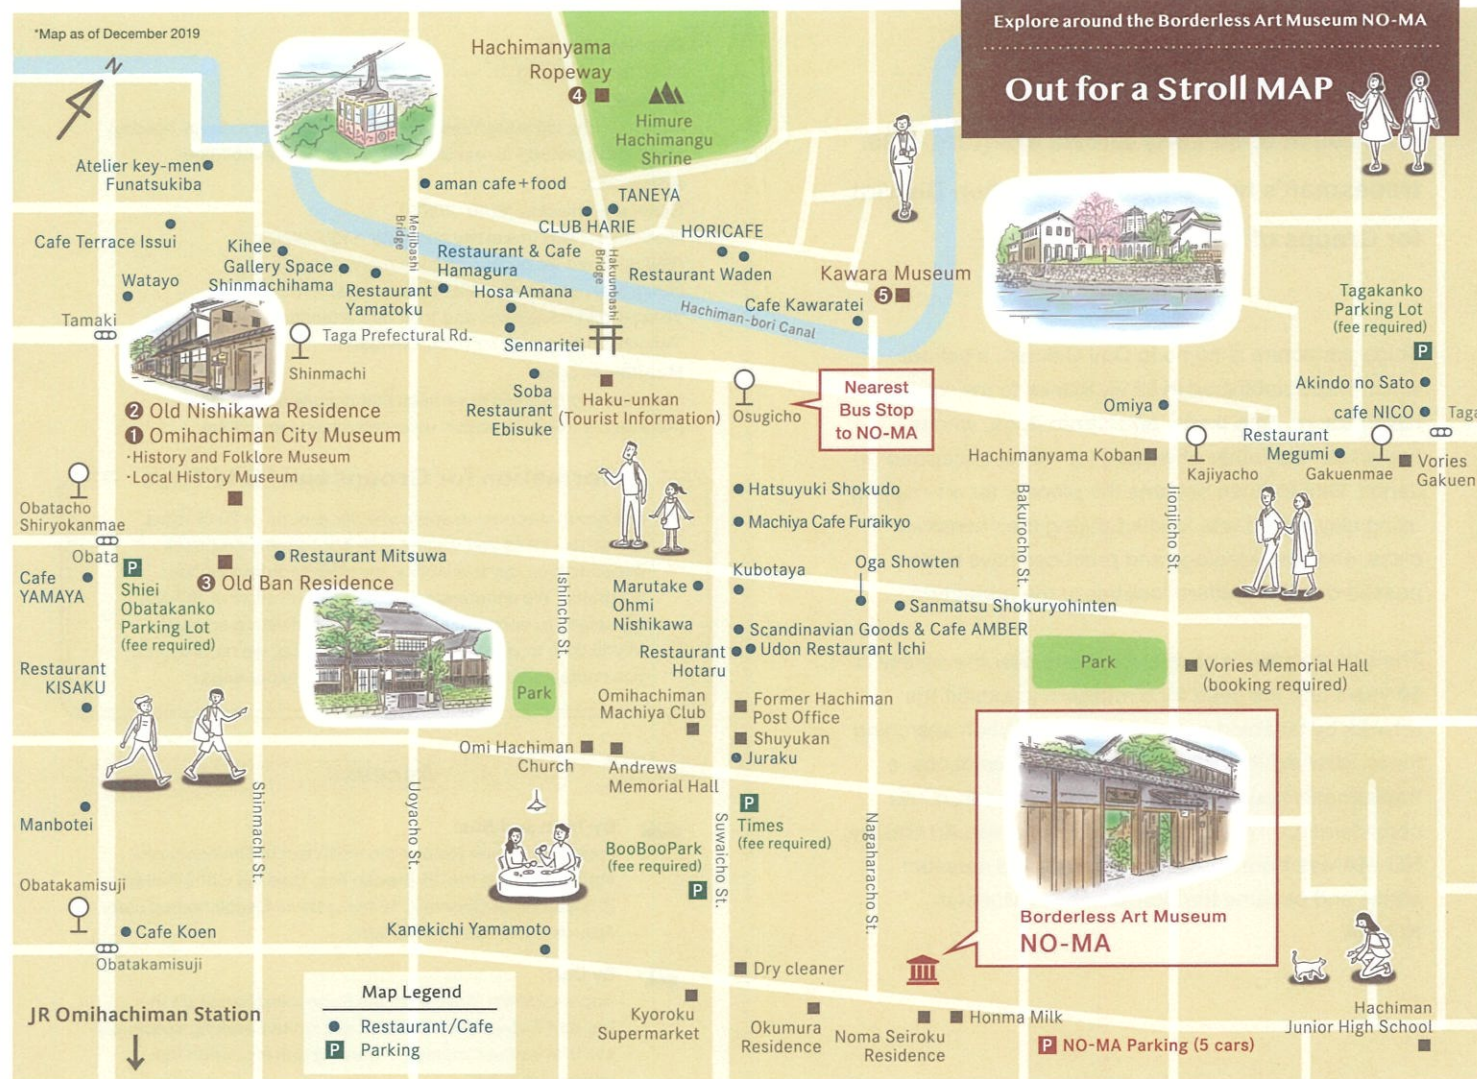 Explore around the Borderless Art Museum NO-MA
Out for a Stroll MAP
*Map as of December 2019
N
Hachimanyama
Ropeway
4
Himure
Hachimangu
Shrine
Atelier key-men
Funatsukiba
aman cafe+food
TANEYA
CLUB HARIE
Cafe Terrace Issui
Meijibashi
Bridge
Kihee
Gallery Space
Shinmachihama
Restaurant & Cafe
Hamagura
Hakuunbashi
Bridge
HORICAFE
Restaurant Waden
Kawara Museum
5
Watayo
Restaurant
Yamatoku
Hosa Amana
Hachiman-bori Canal
Cafe Kawaratei
Tagakanko
Parking Lot
(fee required)
P
Tamaki
Taga Prefectural Rd.
Sennaritei
Shinmachi
Soba
Restaurant
Ebisuke
Haku-unkan
(Tourist Information)
Osugicho
Nearest
Bus Stop
to NO-MA
Akindo no Sato
Omiya
cafe NICO
Taga
2 Old Nishikawa Residence
1 Omihachiman City Museum
・History and Folklore Museum
・Local History Museum
Hachimanyama Koban
Kajiyacho
Restaurant
Megumi
Gakuenmae
Vories
Gakuen
Obatacho
Shiryokanmae
Hatsuyuki Shokudo
Machiya Cafe Furaikyo
Bakurocho St.
Jionjicho St.
Obata
Restaurant Mitsuwa
3 Old Ban Residence
Cafe
YAMAYA
P
Shiei
Obatakanko
Parking Lot
(fee required)
Ishincho St.
Marutake
Ohmi
Nishikawa
Kubotaya
Oga Showten
Sanmatsu Shokuryohinten
Scandinavian Goods & Cafe AMBER
Udon Restaurant Ichi
Restaurant
Hotaru
Park
Vories Memorial Hall
(booking required)
Restaurant
KISAKU
Park
Omihachiman
Machiya Club
Former Hachiman
Post Office
Shuyukan
Juraku
Omi Hachiman
Church
Andrews
Memorial Hall
Manbotei
Shinmachi St.
Uoyacho St.
P
Times
(fee required)
BooBooPark
(fee required)
P
Suwaicho St.
Nagaharacho St.
Borderless Art Museum
NO-MA
Obatakamisuji
Cafe Koen
Obatakamisuji
Kanekichi Yamamoto
Dry cleaner
Kyoroku
Supermarket
Okumura
Residence
Noma Seiroku
Residence
Honma Milk
P NO-MA Parking (5 cars)
Hachiman
Junior High School
JR Omihachiman Station
Map Legend
Restaurant/Cafe
P Parking